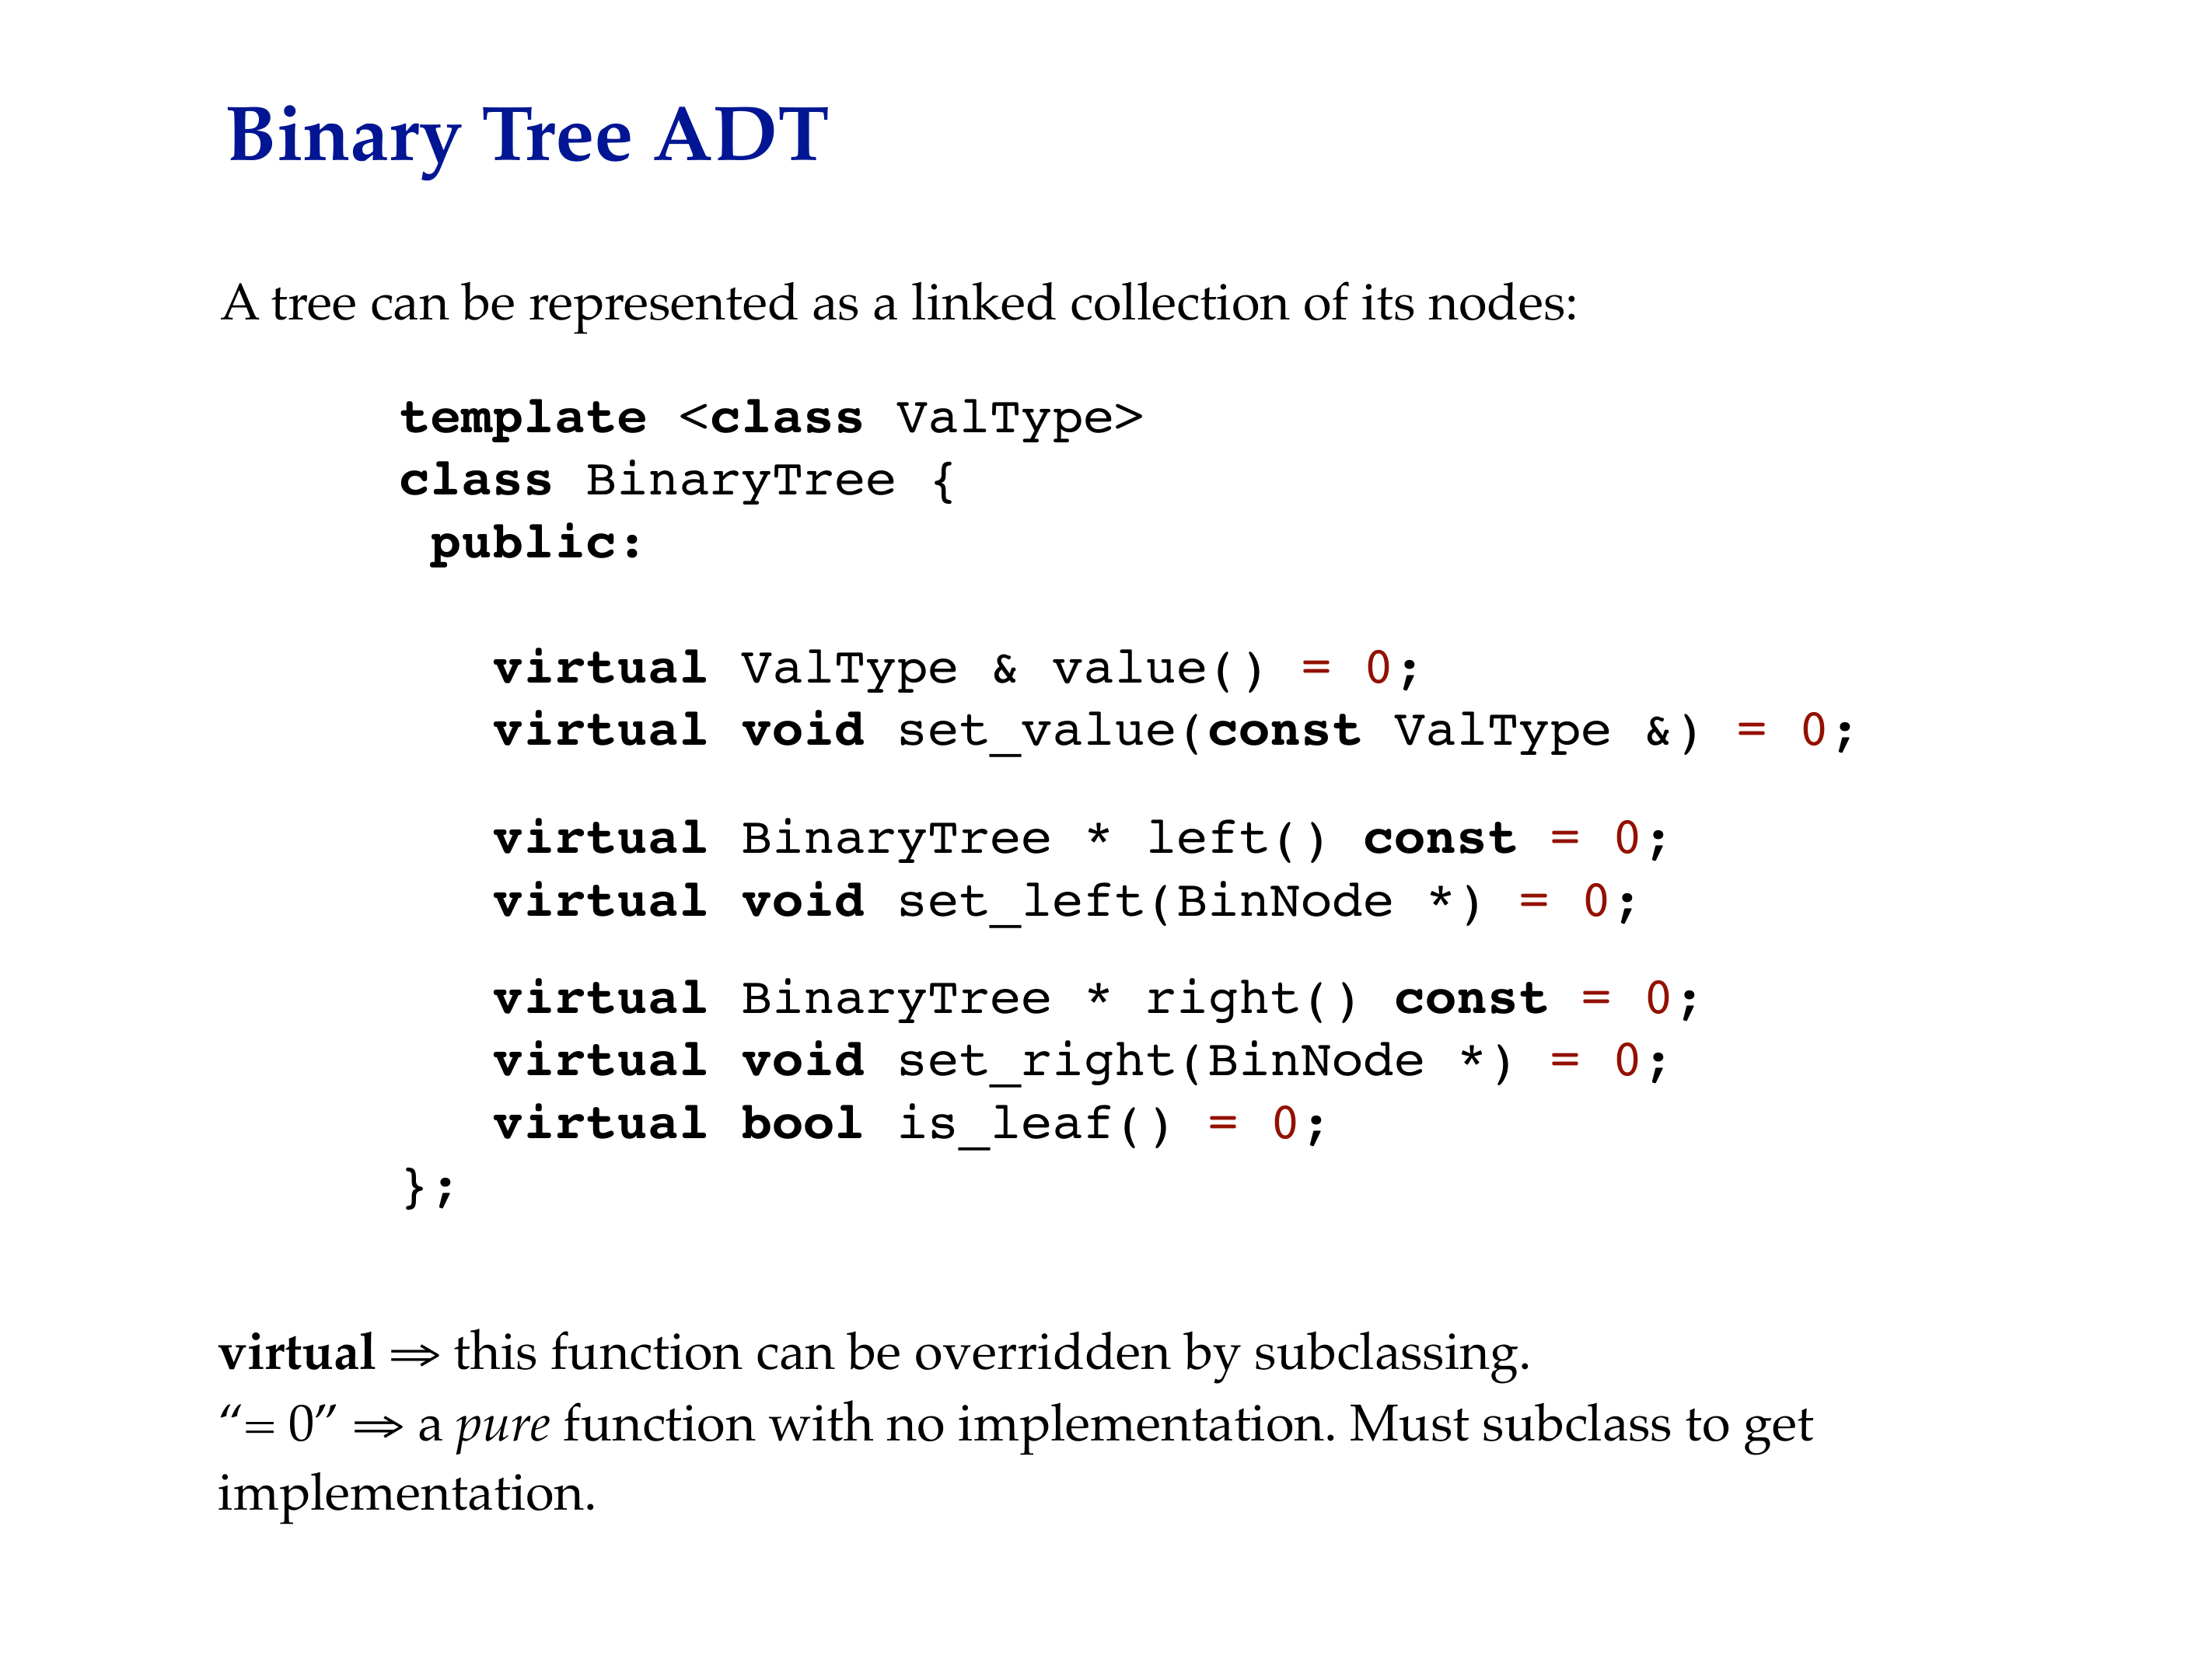 Binary Tree ADT
A tree can be represented as a linked collection of its nodes:
template <class ValType>
class BinaryTree {
 public:
   virtual ValType & value() = 0;
   virtual void set_value(const ValType &) = 0;
   virtual BinaryTree * left() const = 0;
   virtual void set_left(BinNode *) = 0;
   virtual BinaryTree * right() const = 0;
   virtual void set_right(BinNode *) = 0;
   virtual bool is_leaf() = 0;
};
virtual ⇒ this function can be overridden by subclassing.
“= 0” ⇒ a pure function with no implementation. Must subclass to get
implementation.